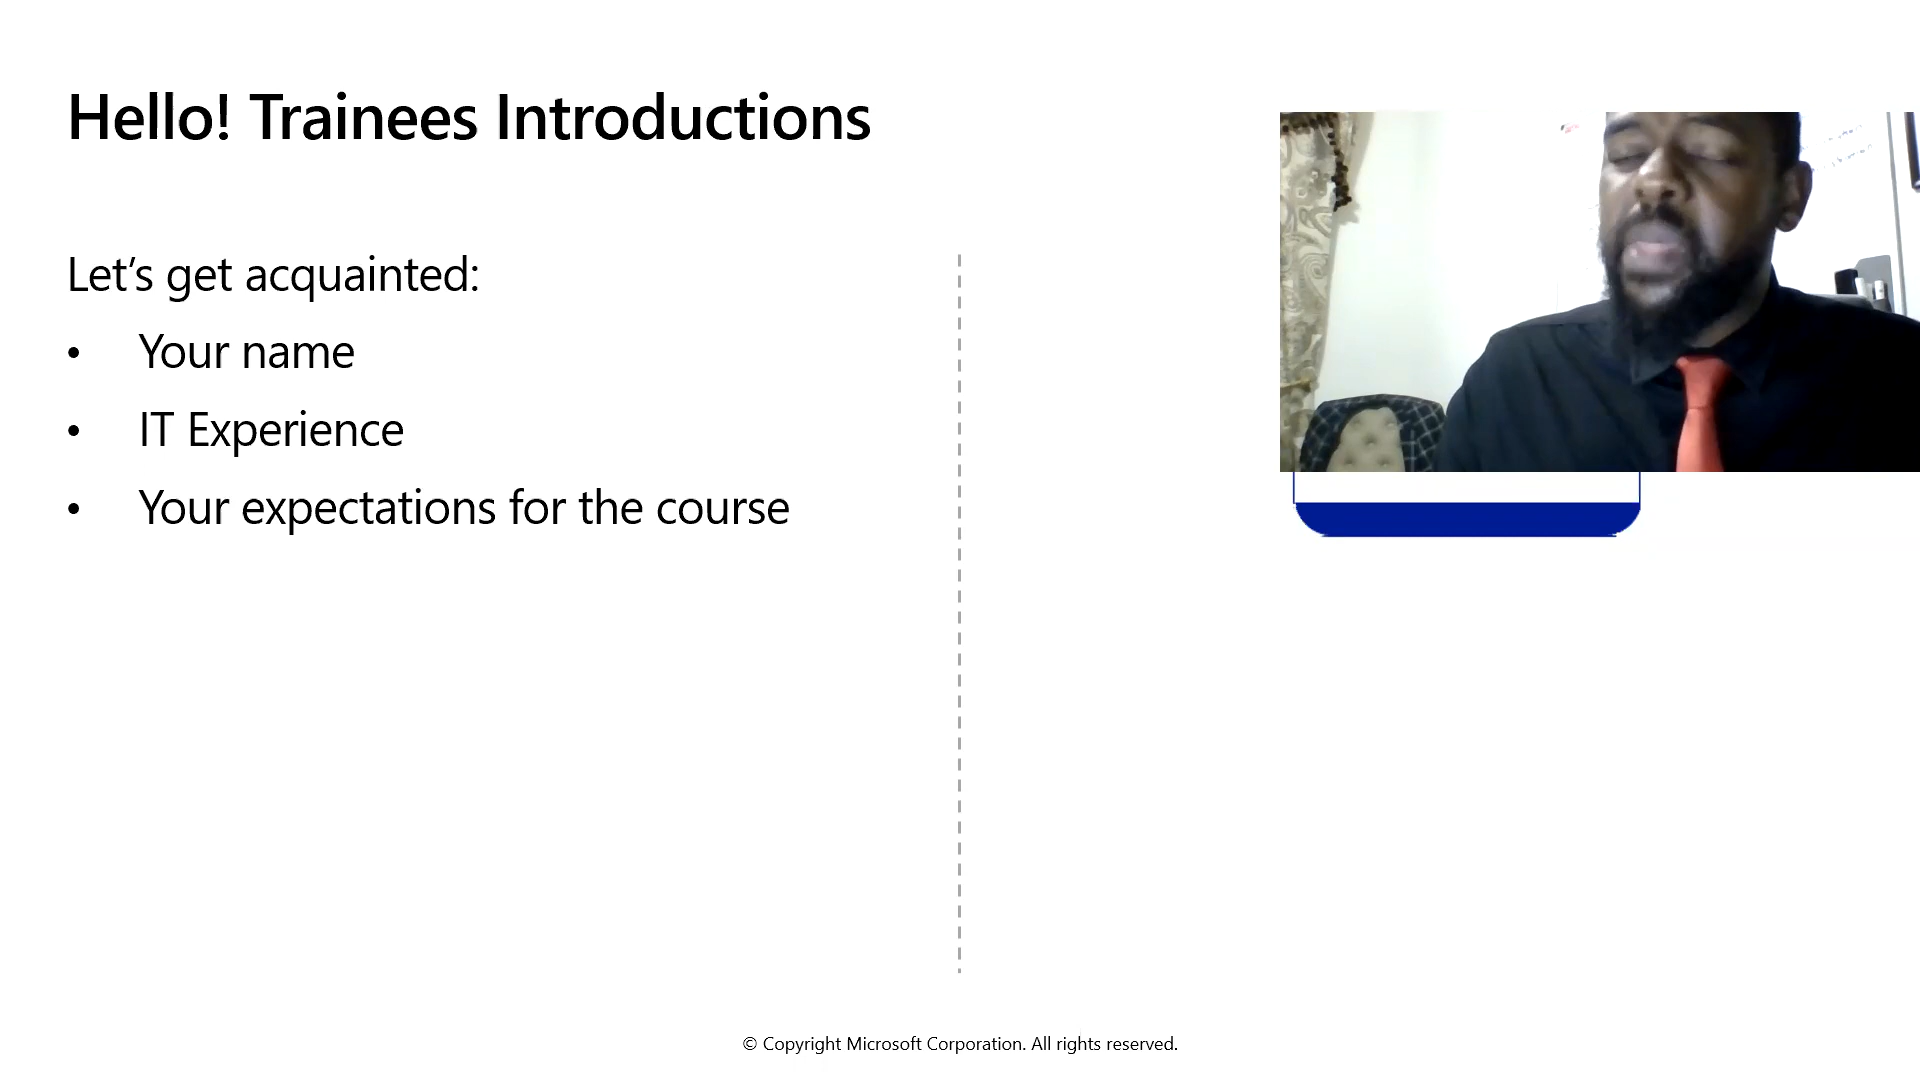 Hello! Trainees Introductions
Let’s get acquainted:
• Your name
• IT Experience
• Your expectations for the course
© Copyright Microsoft Corporation. All rights reserved.